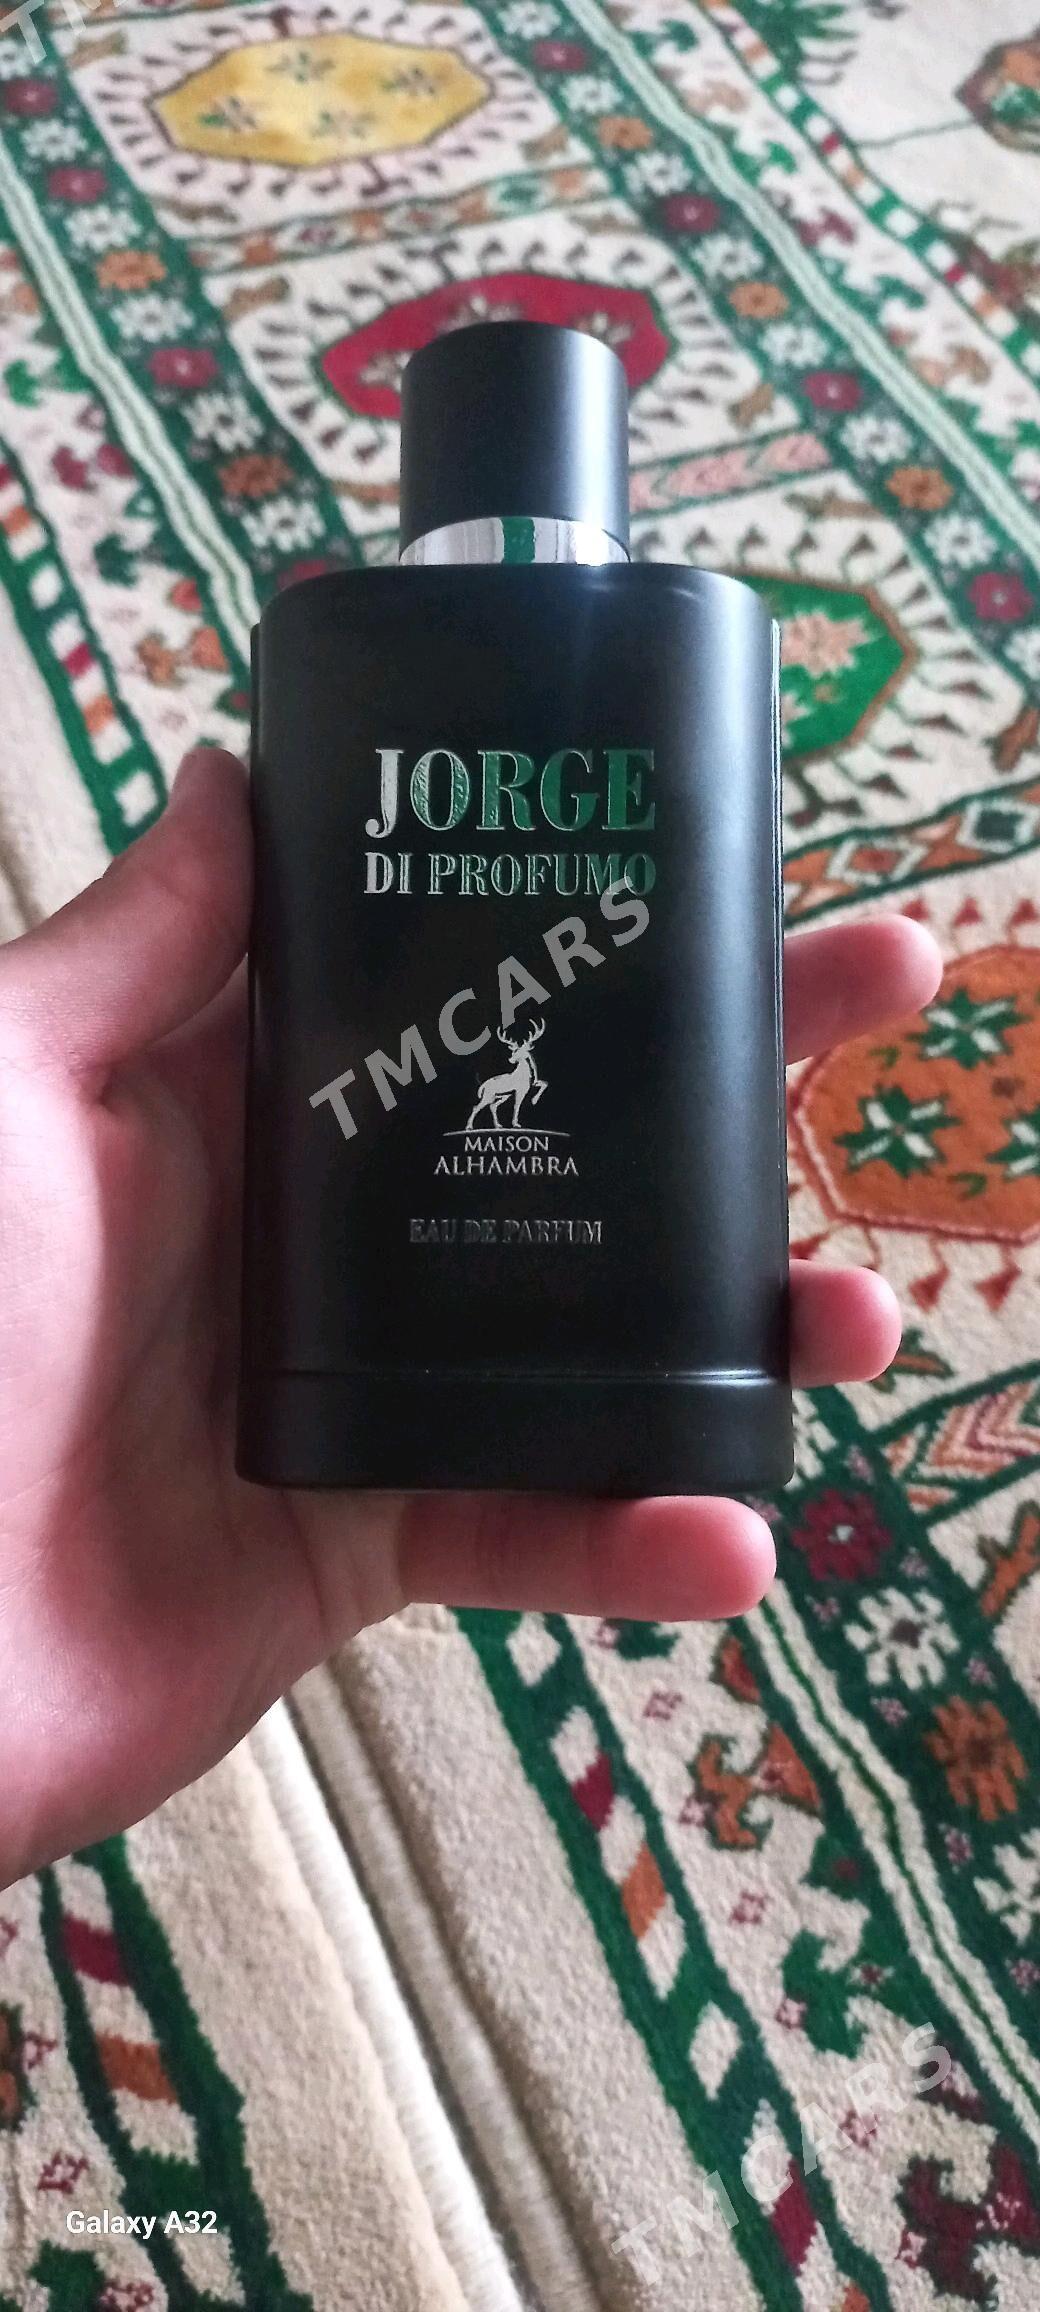 JORGE
DI PROFUMO
TMCARS
MAISON
ALHAMBRA
EAU DE PARFUM
TMCARS
Galaxy A32